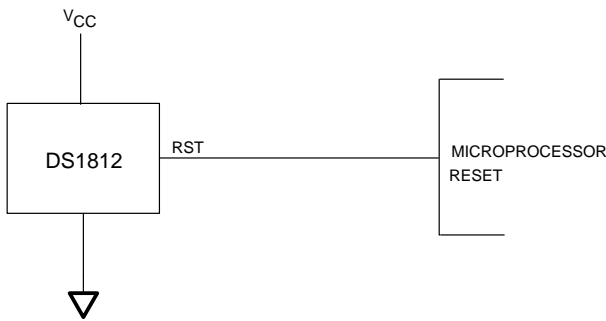 VCC
DS1812
RST
MICROPROCESSOR
RESET